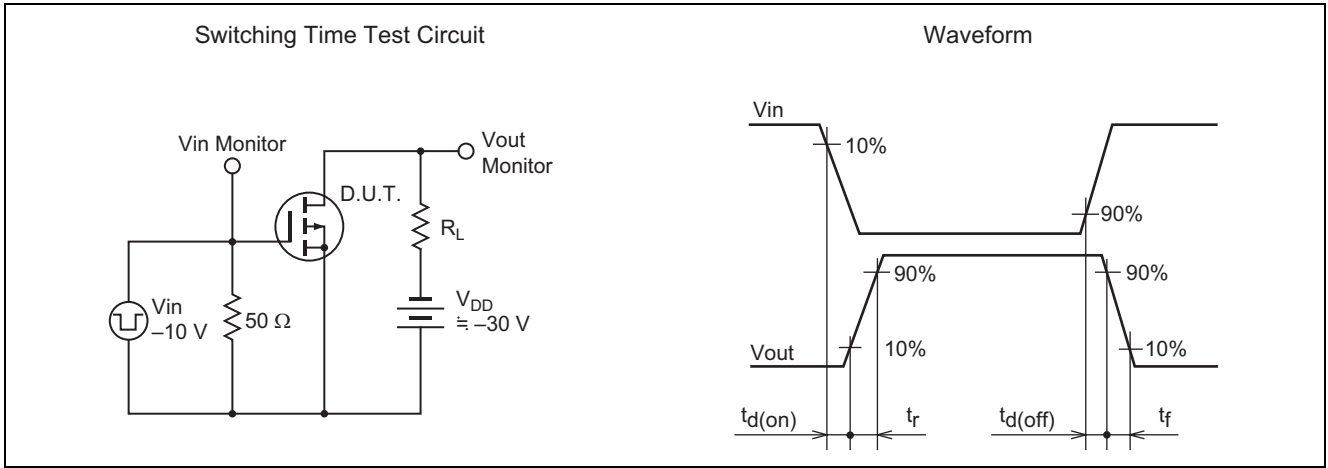 Switching Time Test Circuit
Vin Monitor
Vout
Monitor
D.U.T.
RL
Vin
–10 V
50 Ω
VDD
≒ –30 V
Waveform
Vin
10%
90%
90%
90%
Vout
10%
10%
td(on)
tr
td(off)
tf